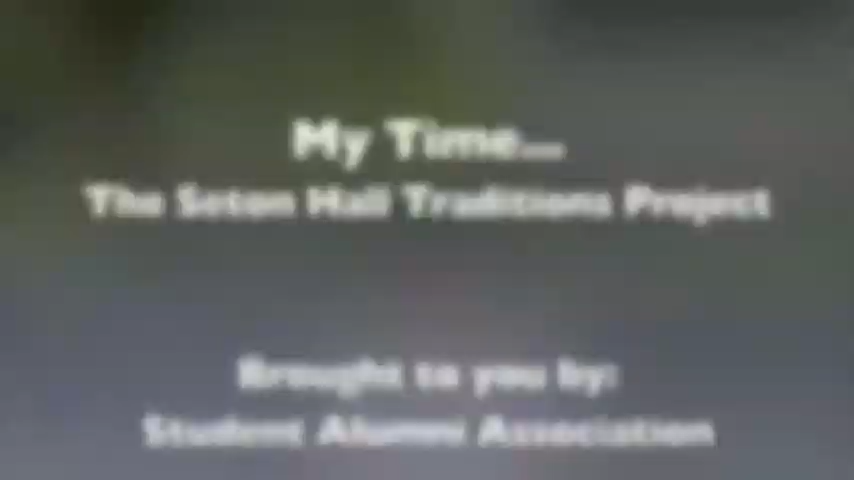 My Time...
The Seton Hall Traditions Project
Brought to you by:
Student Alumni Association